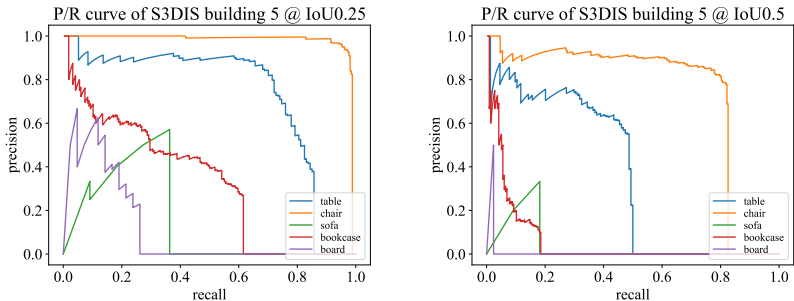 P/R curve of S3DIS building 5 @ IoU0.25
precision
1.0
0.8
0.6
0.4
0.2
0.0
0.0 0.2 0.4 0.6 0.8 1.0
recall
table
chair
sofa
bookcase
board
P/R curve of S3DIS building 5 @ IoU0.5
precision
1.0
0.8
0.6
0.4
0.2
0.0
0.0 0.2 0.4 0.6 0.8 1.0
recall
table
chair
sofa
bookcase
board